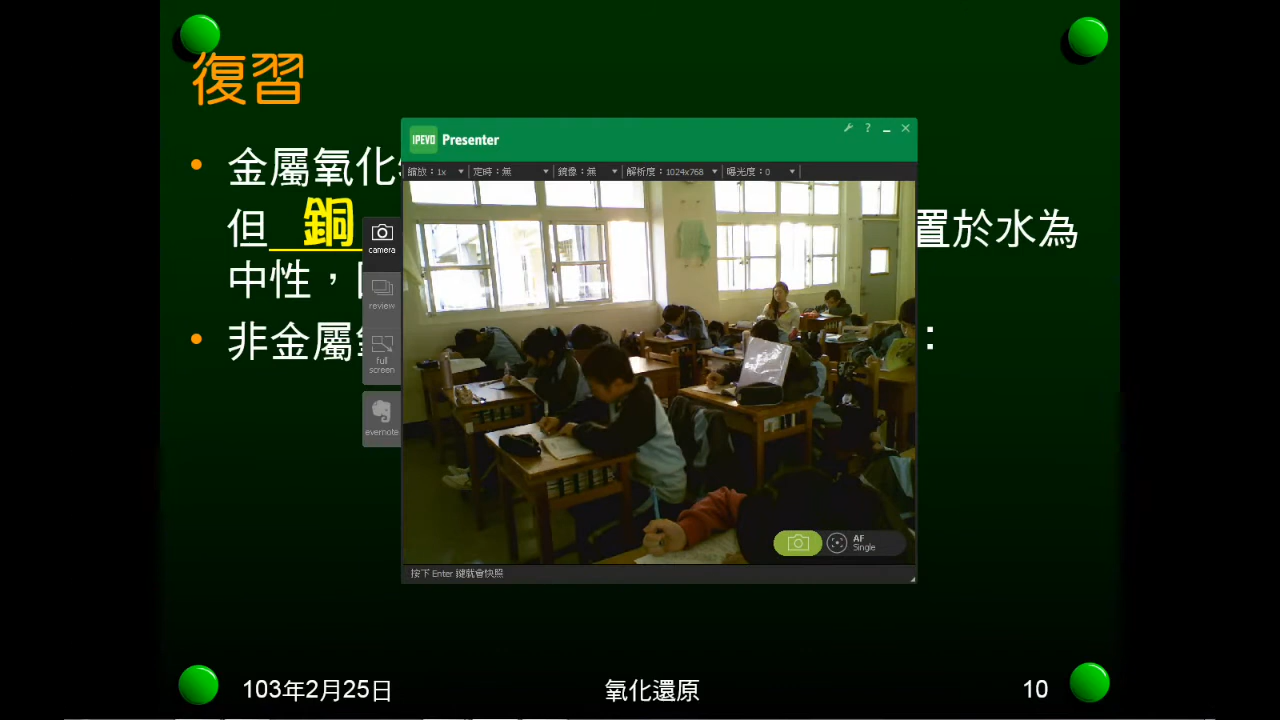 復習
金屬氧化
但 銅 置於水為
中性，
非金屬 ：
IPEVO Presenter
縮放：1x 定時：無 鏡像：無 解析度：1024x768 曝光度：0
camera
review
full
screen
evernote
AF
Single
按下 Enter 鍵就會快照
103年2月25日 氧化還原 10